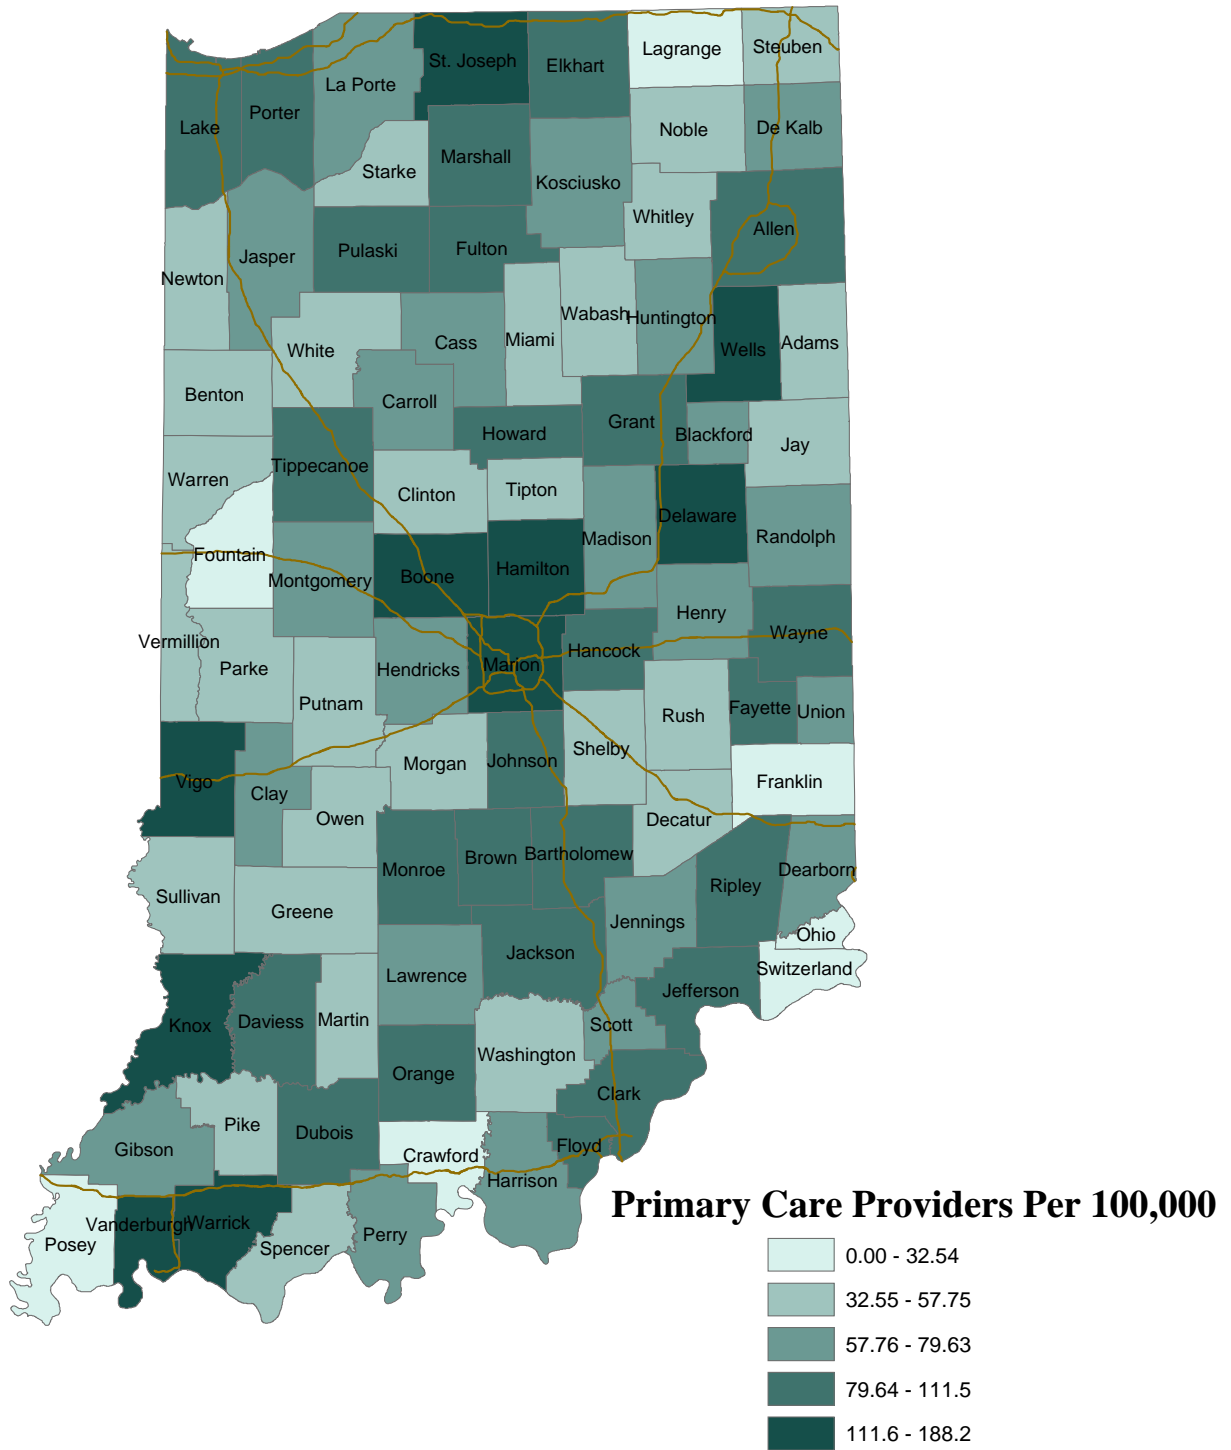 Lagrange
Steuben
St. Joseph
Elkhart
La Porte
Porter
Lake
Noble
De Kalb
Marshall
Starke
Kosciusko
Whitley
Allen
Pulaski
Fulton
Jasper
Newton
Wabash
Huntington
Miami
Cass
White
Wells
Adams
Benton
Carroll
Howard
Grant
Blackford
Jay
Tippecanoe
Warren
Clinton
Tipton
Delaware
Madison
Randolph
Fountain
Montgomery
Boone
Hamilton
Henry
Wayne
Vermillion
Parke
Hendricks
Marion
Hancock
Putnam
Rush
Fayette
Union
Morgan
Johnson
Shelby
Franklin
Vigo
Clay
Owen
Decatur
Monroe
Brown
Bartholomew
Ripley
Dearborn
Sullivan
Greene
Jennings
Ohio
Jackson
Switzerland
Lawrence
Jefferson
Knox
Daviess
Martin
Scott
Washington
Orange
Clark
Pike
Dubois
Gibson
Crawford
Floyd
Harrison
Posey
Vanderburgh
Warrick
Spencer
Perry
Primary Care Providers Per 100,000
0.00 - 32.54
32.55 - 57.75
57.76 - 79.63
79.64 - 111.5
111.6 - 188.2